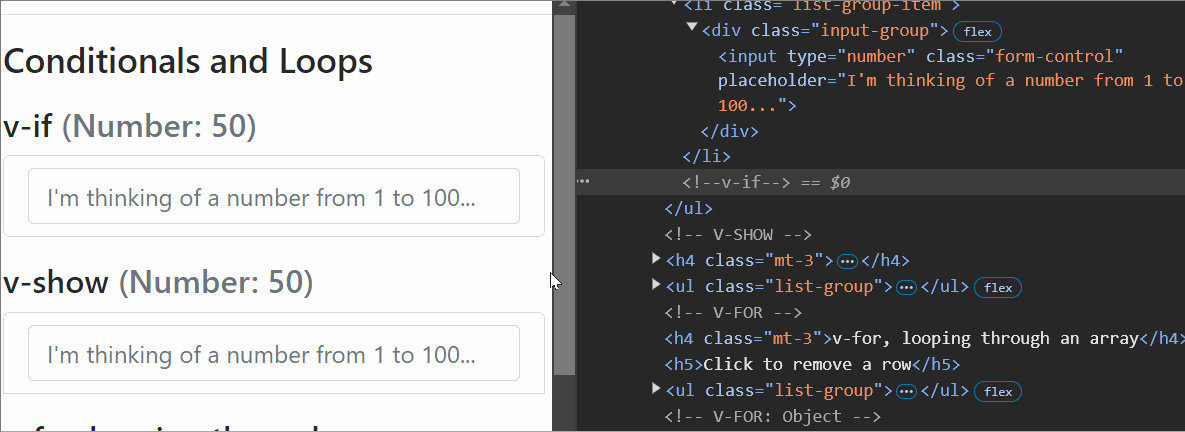 Conditionals and Loops
v-if (Number: 50)
I'm thinking of a number from 1 to 100...
v-show (Number: 50)
I'm thinking of a number from 1 to 100...
<li class="list-group-item">
<div class="input-group"> flex
<input type="number" class="form-control"
placeholder="I'm thinking of a number from 1 to
100...">
</div>
</li>
<!--v-if--> == $0
</ul>
<!-- V-SHOW -->
<h4 class="mt-3">…</h4>
<ul class="list-group">…</ul> flex
<!-- V-FOR -->
<h4 class="mt-3">v-for, looping through an array</h4>
<h5>Click to remove a row</h5>
<ul class="list-group">…</ul> flex
<!-- V-FOR: Object -->